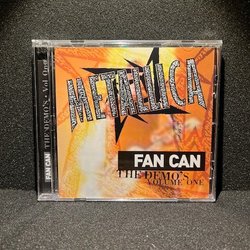 METALLICA
FAN CAN
THE DEMO'S
VOLUME ONE
FAN CAN THE DEMO'S · Vol One